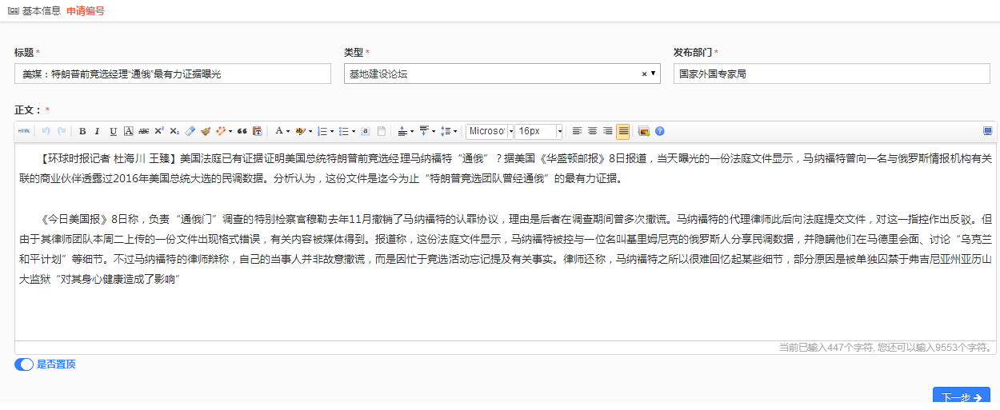 基本信息 申请编号
标题 * 类型 * 发布部门 *
美媒：特朗普前竞选经理“通俄”最有力证据曝光 基地建设论坛 × 国家外国专家局
正文： *
HTML B I U A ABC X² X₂ A ab a Microsof 16px
【环球时报记者 杜海川 王臻】美国法庭已有证据证明美国总统特朗普前竞选经理马纳福特“通俄”？据美国《华盛顿邮报》8日报道，当天曝光的一份法庭文件显示，马纳福特曾向一名与俄罗斯情报机构有关
联的商业伙伴透露过2016年美国总统大选的民调数据。分析认为，这份文件是迄今为止“特朗普竞选团队曾经通俄”的最有力证据。
《今日美国报》8日称，负责“通俄门”调查的特别检察官穆勒去年11月撤销了马纳福特的认罪协议，理由是后者在调查期间曾多次撒谎。马纳福特的代理律师此后向法庭提交文件，对这一指控作出反驳。但
由于其律师团队本周二上传的一份文件出现格式错误，有关内容被媒体得到。报道称，这份法庭文件显示，马纳福特被控与一位名叫基里姆尼克的俄罗斯人分享民调数据，并隐瞒他们在马德里会面、讨论“乌克兰
和平计划”等细节。不过马纳福特的律师辩称，自己的当事人并非故意撒谎，而是因忙于竞选活动忘记提及有关事实。律师还称，马纳福特之所以很难回忆起某些细节，部分原因是被单独囚禁于弗吉尼亚州亚历山
大监狱“对其身心健康造成了影响”
当前已输入447个字符, 您还可以输入9553个字符。
是否置顶
下一步